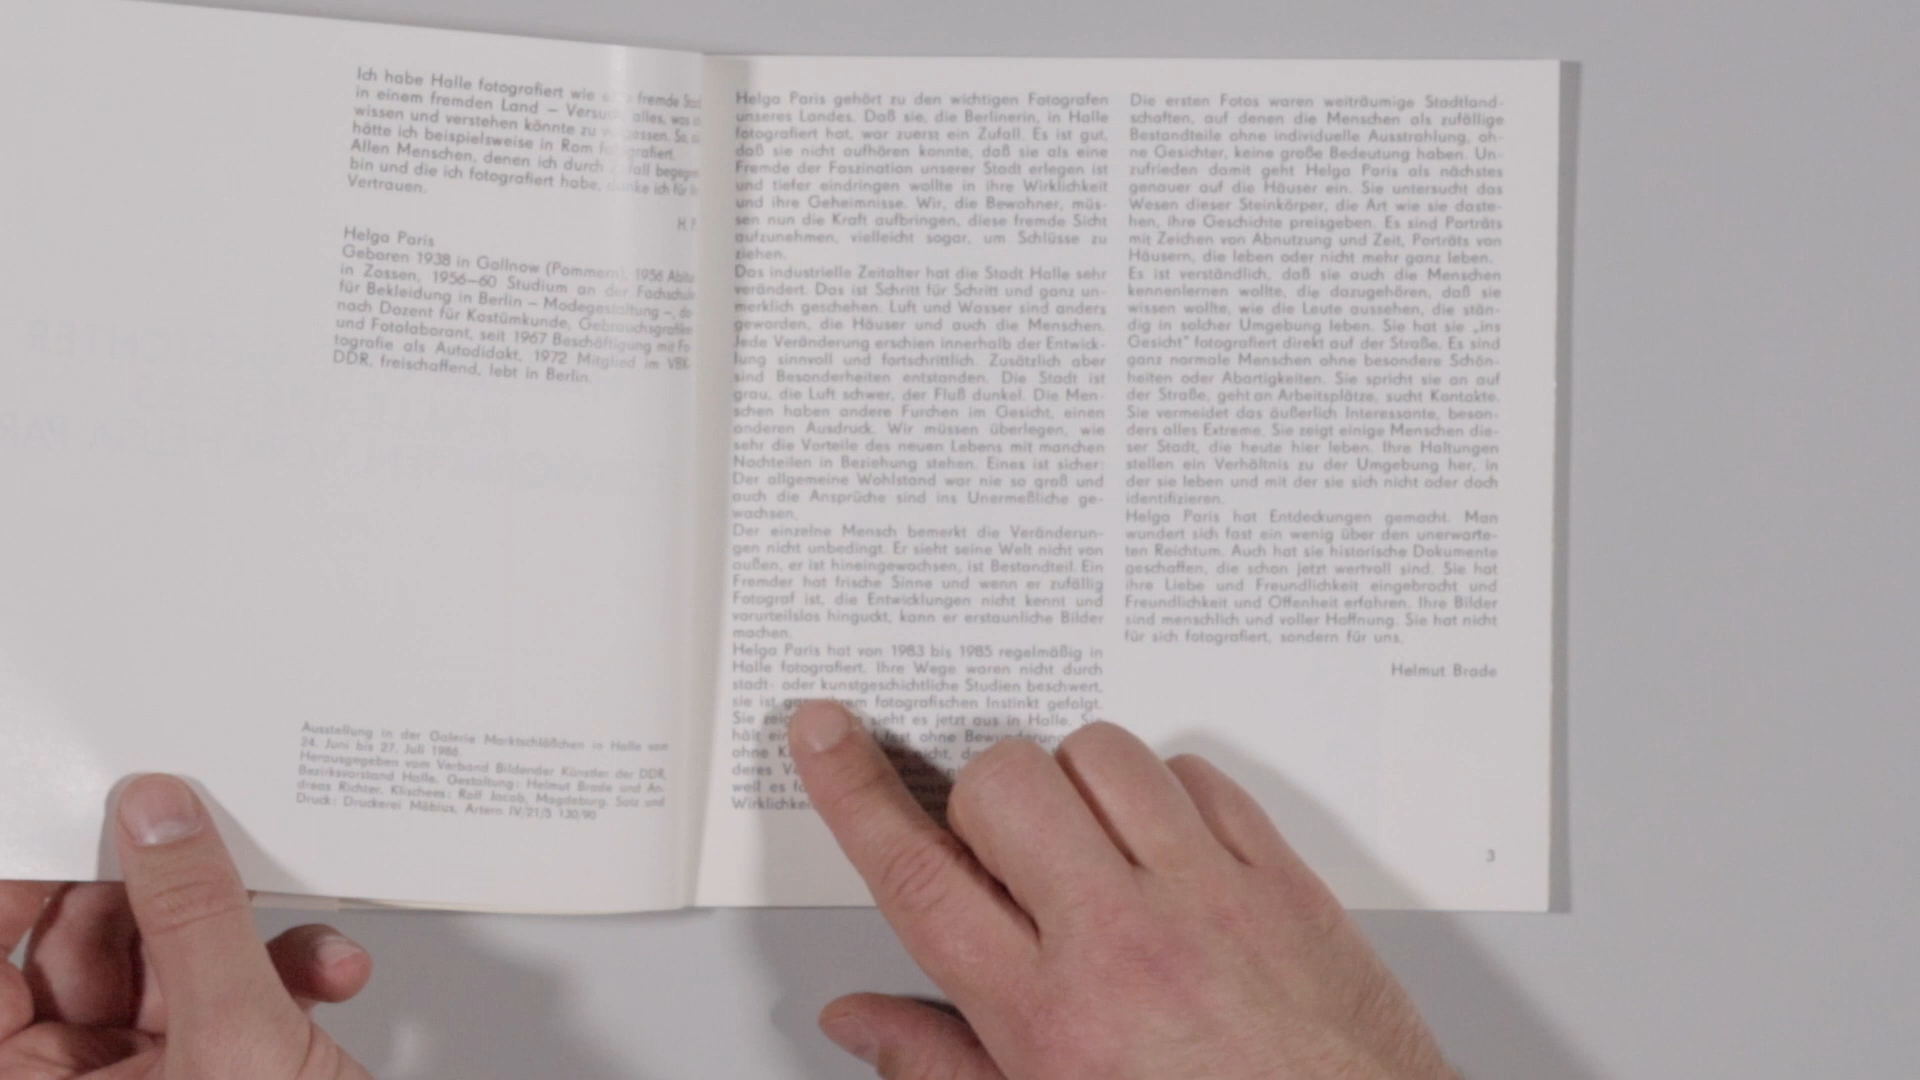 Ich habe Halle fotografiert wie fremde
in einem fremden Land – Versuch alles, was
wissen und verstehen könnte zu So,
hätte ich beispielsweise in Rom fotografiert.
Allen Menschen, denen ich durch Zufall
bin und die ich fotografiert habe, danke ich für
Vertrauen.
H.P
Helga Paris
Geboren 1938 in Gollnow (Pommern), 1956
in Zossen, 1956–60 Studium an der Fachschule
für Bekleidung in Berlin – Modegestaltung –,
nach Dozent für Kostümkunde, Gebrauchsgrafiker
und Fotolaborant, seit 1967 Beschäftigung mit Fo
tografie als Autodidakt, 1972 Mitglied im VBK-
DDR, freischaffend, lebt in Berlin.
Ausstellung in der Galerie Marktschlößchen in Halle vom
24. Juni bis 27. Juli 1986
Herausgegeben vom Verband Bildender Künstler der DDR,
Bezirksvorstand Halle. Gestaltung: Helmut Brade und An-
dreas Richter, Klischees: Rolf Jacob, Magdeburg. Satz und
Druck: Druckerei Möbius, Artern IV/21/5 130/90
Helga Paris gehört zu den wichtigen Fotografen
unseres Landes. Daß sie, die Berlinerin, in Halle
fotografiert hat, war zuerst ein Zufall. Es ist gut,
daß sie nicht aufhören konnte, daß sie als eine
Fremde der Faszination unserer Stadt erlegen ist
und tiefer eindringen wollte in ihre Wirklichkeit
und ihre Geheimnisse. Wir, die Bewohner, müs-
sen nun die Kraft aufbringen, diese fremde Sicht
aufzunehmen, vielleicht sogar, um Schlüsse zu
ziehen.
Das industrielle Zeitalter hat die Stadt Halle sehr
verändert. Das ist Schritt für Schritt und ganz un-
merklich geschehen. Luft und Wasser sind anders
geworden, die Häuser und auch die Menschen.
Jede Veränderung erschien innerhalb der Entwick-
lung sinnvoll und fortschrittlich. Zusätzlich aber
sind Besonderheiten entstanden. Die Stadt ist
grau, die Luft schwer, der Fluß dunkel. Die Men-
schen haben andere Furchen im Gesicht, einen
anderen Ausdruck. Wir müssen überlegen, wie
sehr die Vorteile des neuen Lebens mit manchen
Nachteilen in Beziehung stehen. Eines ist sicher:
Der allgemeine Wohlstand war nie so groß und
auch die Ansprüche sind ins Unermeßliche ge-
wachsen.
Der einzelne Mensch bemerkt die Veränderun-
gen nicht unbedingt. Er sieht seine Welt nicht von
außen, er ist hineingewachsen, ist Bestandteil. Ein
Fremder hat frische Sinne und wenn er zufällig
Fotograf ist, die Entwicklungen nicht kennt und
vorurteilslos hinguckt, kann er erstaunliche Bilder
machen.
Helga Paris hat von 1983 bis 1985 regelmäßig in
Halle fotografiert. Ihre Wege waren nicht durch
stadt- oder kunstgeschichtliche Studien beschwert,
sie ist ganz ihrem fotografischen Instinkt gefolgt.
Sie zeigt sieht es jetzt aus in Halle. Sie
hält fast ohne Bewunderung
ohne nicht,
deres
weil es
Wirklichkei
Die ersten Fotos waren weiträumige Stadtland-
schaften, auf denen die Menschen als zufällige
Bestandteile ohne individuelle Ausstrahlung, oh-
ne Gesichter, keine große Bedeutung haben. Un-
zufrieden damit geht Helga Paris als nächstes
genauer auf die Häuser ein. Sie untersucht das
Wesen dieser Steinkörper, die Art wie sie daste-
hen, ihre Geschichte preisgeben. Es sind Porträts
mit Zeichen von Abnutzung und Zeit, Porträts von
Häusern, die leben oder nicht mehr ganz leben.
Es ist verständlich, daß sie auch die Menschen
kennenlernen wollte, die dazugehören, daß sie
wissen wollte, wie die Leute aussehen, die stän-
dig in solcher Umgebung leben. Sie hat sie „ins
Gesicht" fotografiert direkt auf der Straße. Es sind
ganz normale Menschen ohne besondere Schön-
heiten oder Abartigkeiten. Sie spricht sie an auf
der Straße, geht an Arbeitsplätze, sucht Kontakte.
Sie vermeidet das äußerlich Interessante, beson-
ders alles Extreme. Sie zeigt einige Menschen die-
ser Stadt, die heute hier leben. Ihre Haltungen
stellen ein Verhältnis zu der Umgebung her, in
der sie leben und mit der sie sich nicht oder doch
identifizieren.
Helga Paris hat Entdeckungen gemacht. Man
wundert sich fast ein wenig über den unerwarte-
ten Reichtum. Auch hat sie historische Dokumente
geschaffen, die schon jetzt wertvoll sind. Sie hat
ihre Liebe und Freundlichkeit eingebracht und
Freundlichkeit und Offenheit erfahren. Ihre Bilder
sind menschlich und voller Hoffnung. Sie hat nicht
für sich fotografiert, sondern für uns.
Helmut Brade
3